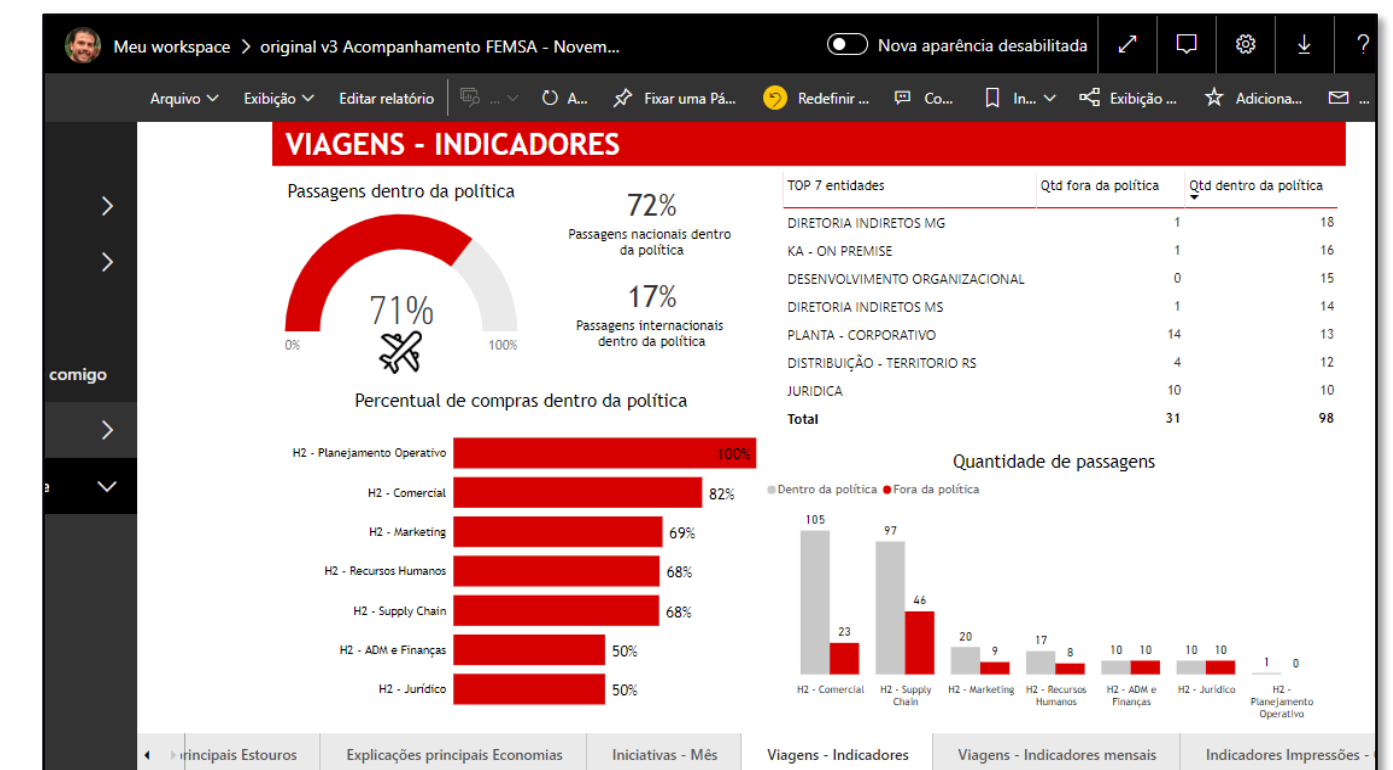 Meu workspace > original v3 Acompanhamento FEMSA - Novem...
Nova aparência desabilitada
?
Arquivo
Exibição
Editar relatório
...
A...
Fixar uma Pá...
Redefinir ...
Co...
In...
Exibição ...
Adiciona...
...
comigo
VIAGENS - INDICADORES
Passagens dentro da política
71%
0%
100%
72%
Passagens nacionais dentro
da política
17%
Passagens internacionais
dentro da política
TOP 7 entidades Qtd fora da política Qtd dentro da política
DIRETORIA INDIRETOS MG 1 18
KA - ON PREMISE 1 16
DESENVOLVIMENTO ORGANIZACIONAL 0 15
DIRETORIA INDIRETOS MS 1 14
PLANTA - CORPORATIVO 14 13
DISTRIBUIÇÃO - TERRITORIO RS 4 12
JURIDICA 10 10
Total 31 98
Percentual de compras dentro da política
H2 - Planejamento Operativo 100%
H2 - Comercial 82%
H2 - Marketing 69%
H2 - Recursos Humanos 68%
H2 - Supply Chain 68%
H2 - ADM e Finanças 50%
H2 - Jurídico 50%
Quantidade de passagens
Dentro da política Fora da política
105 23 97 46 20 9 17 8 10 10 10 10 1 0
H2 - Comercial
H2 - Supply
Chain
H2 - Marketing
H2 - Recursos
Humanos
H2 - ADM e
Finanças
H2 - Jurídico
H2 -
Planejamento
Operativo
rincipais Estouros
Explicações principais Economias
Iniciativas - Mês
Viagens - Indicadores
Viagens - Indicadores mensais
Indicadores Impressões -